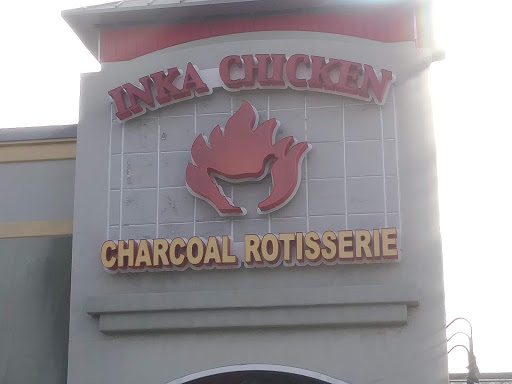 INKA CHICKEN
CHARCOAL ROTISSERIE